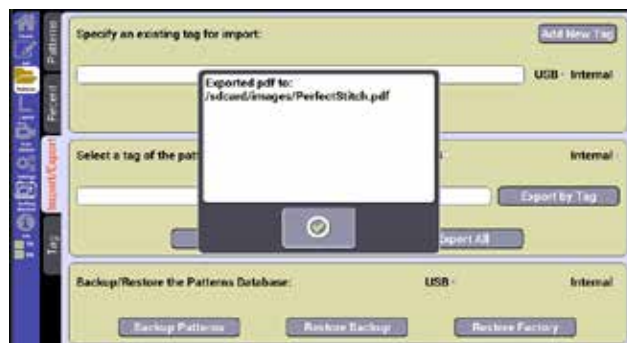 Patterns
Recent
Import/Export
Tag
Specify an existing tag for import:
Add New Tag
USB - Internal
Exported pdf to:
/sdcard/images/PerfectStitch.pdf
Select a tag of the pat
Internal
Export by Tag
Export All
Backup/Restore the Patterns Database:
USB -
Internal
Backup Patterns
Restore Backup
Restore Factory